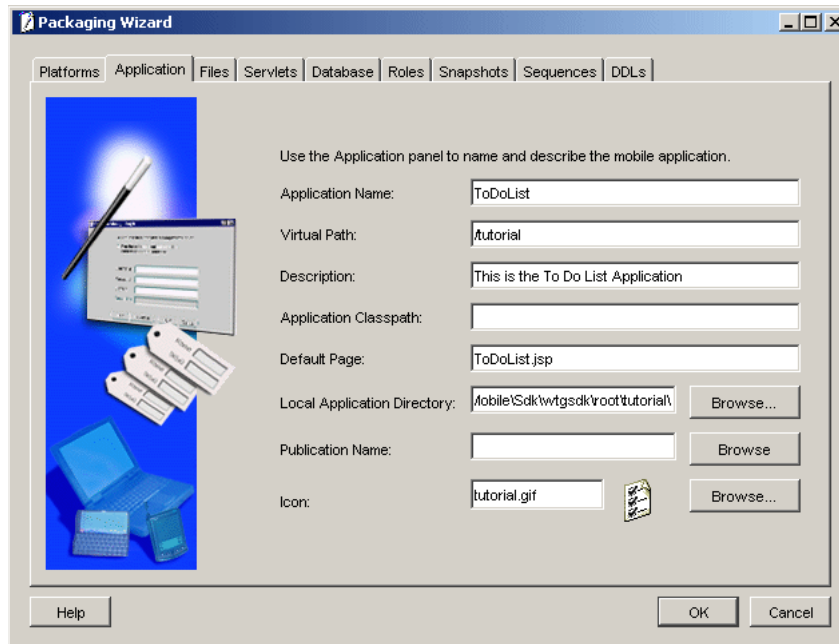 Packaging Wizard
Platforms Application Files Servlets Database Roles Snapshots Sequences DDLs
Use the Application panel to name and describe the mobile application.
Application Name: ToDoList
Virtual Path: /tutorial
Description: This is the To Do List Application
Application Classpath:
Default Page: ToDoList.jsp
Local Application Directory: \Sdk\wtgsdk\root\tutorial\ Browse...
Publication Name: Browse
Icon: tutorial.gif Browse...
Help OK Cancel